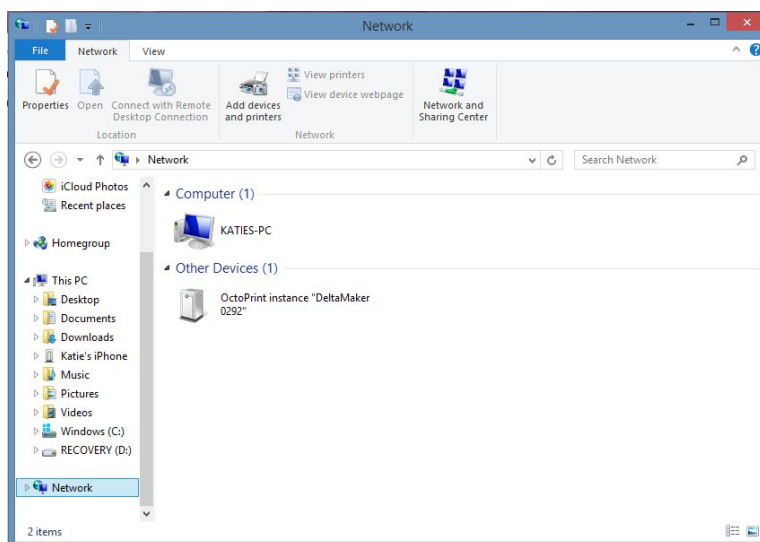 Network
File Network View
Properties Open Connect with Remote Desktop Connection Add devices and printers View printers View device webpage Network and Sharing Center
Location Network
Network Search Network
iCloud Photos
Recent places
Homegroup
This PC
Desktop
Documents
Downloads
Katie's iPhone
Music
Pictures
Videos
Windows (C:)
RECOVERY (D:)
Network
Computer (1)
KATIES-PC
Other Devices (1)
OctoPrint instance "DeltaMaker
0292"
2 items